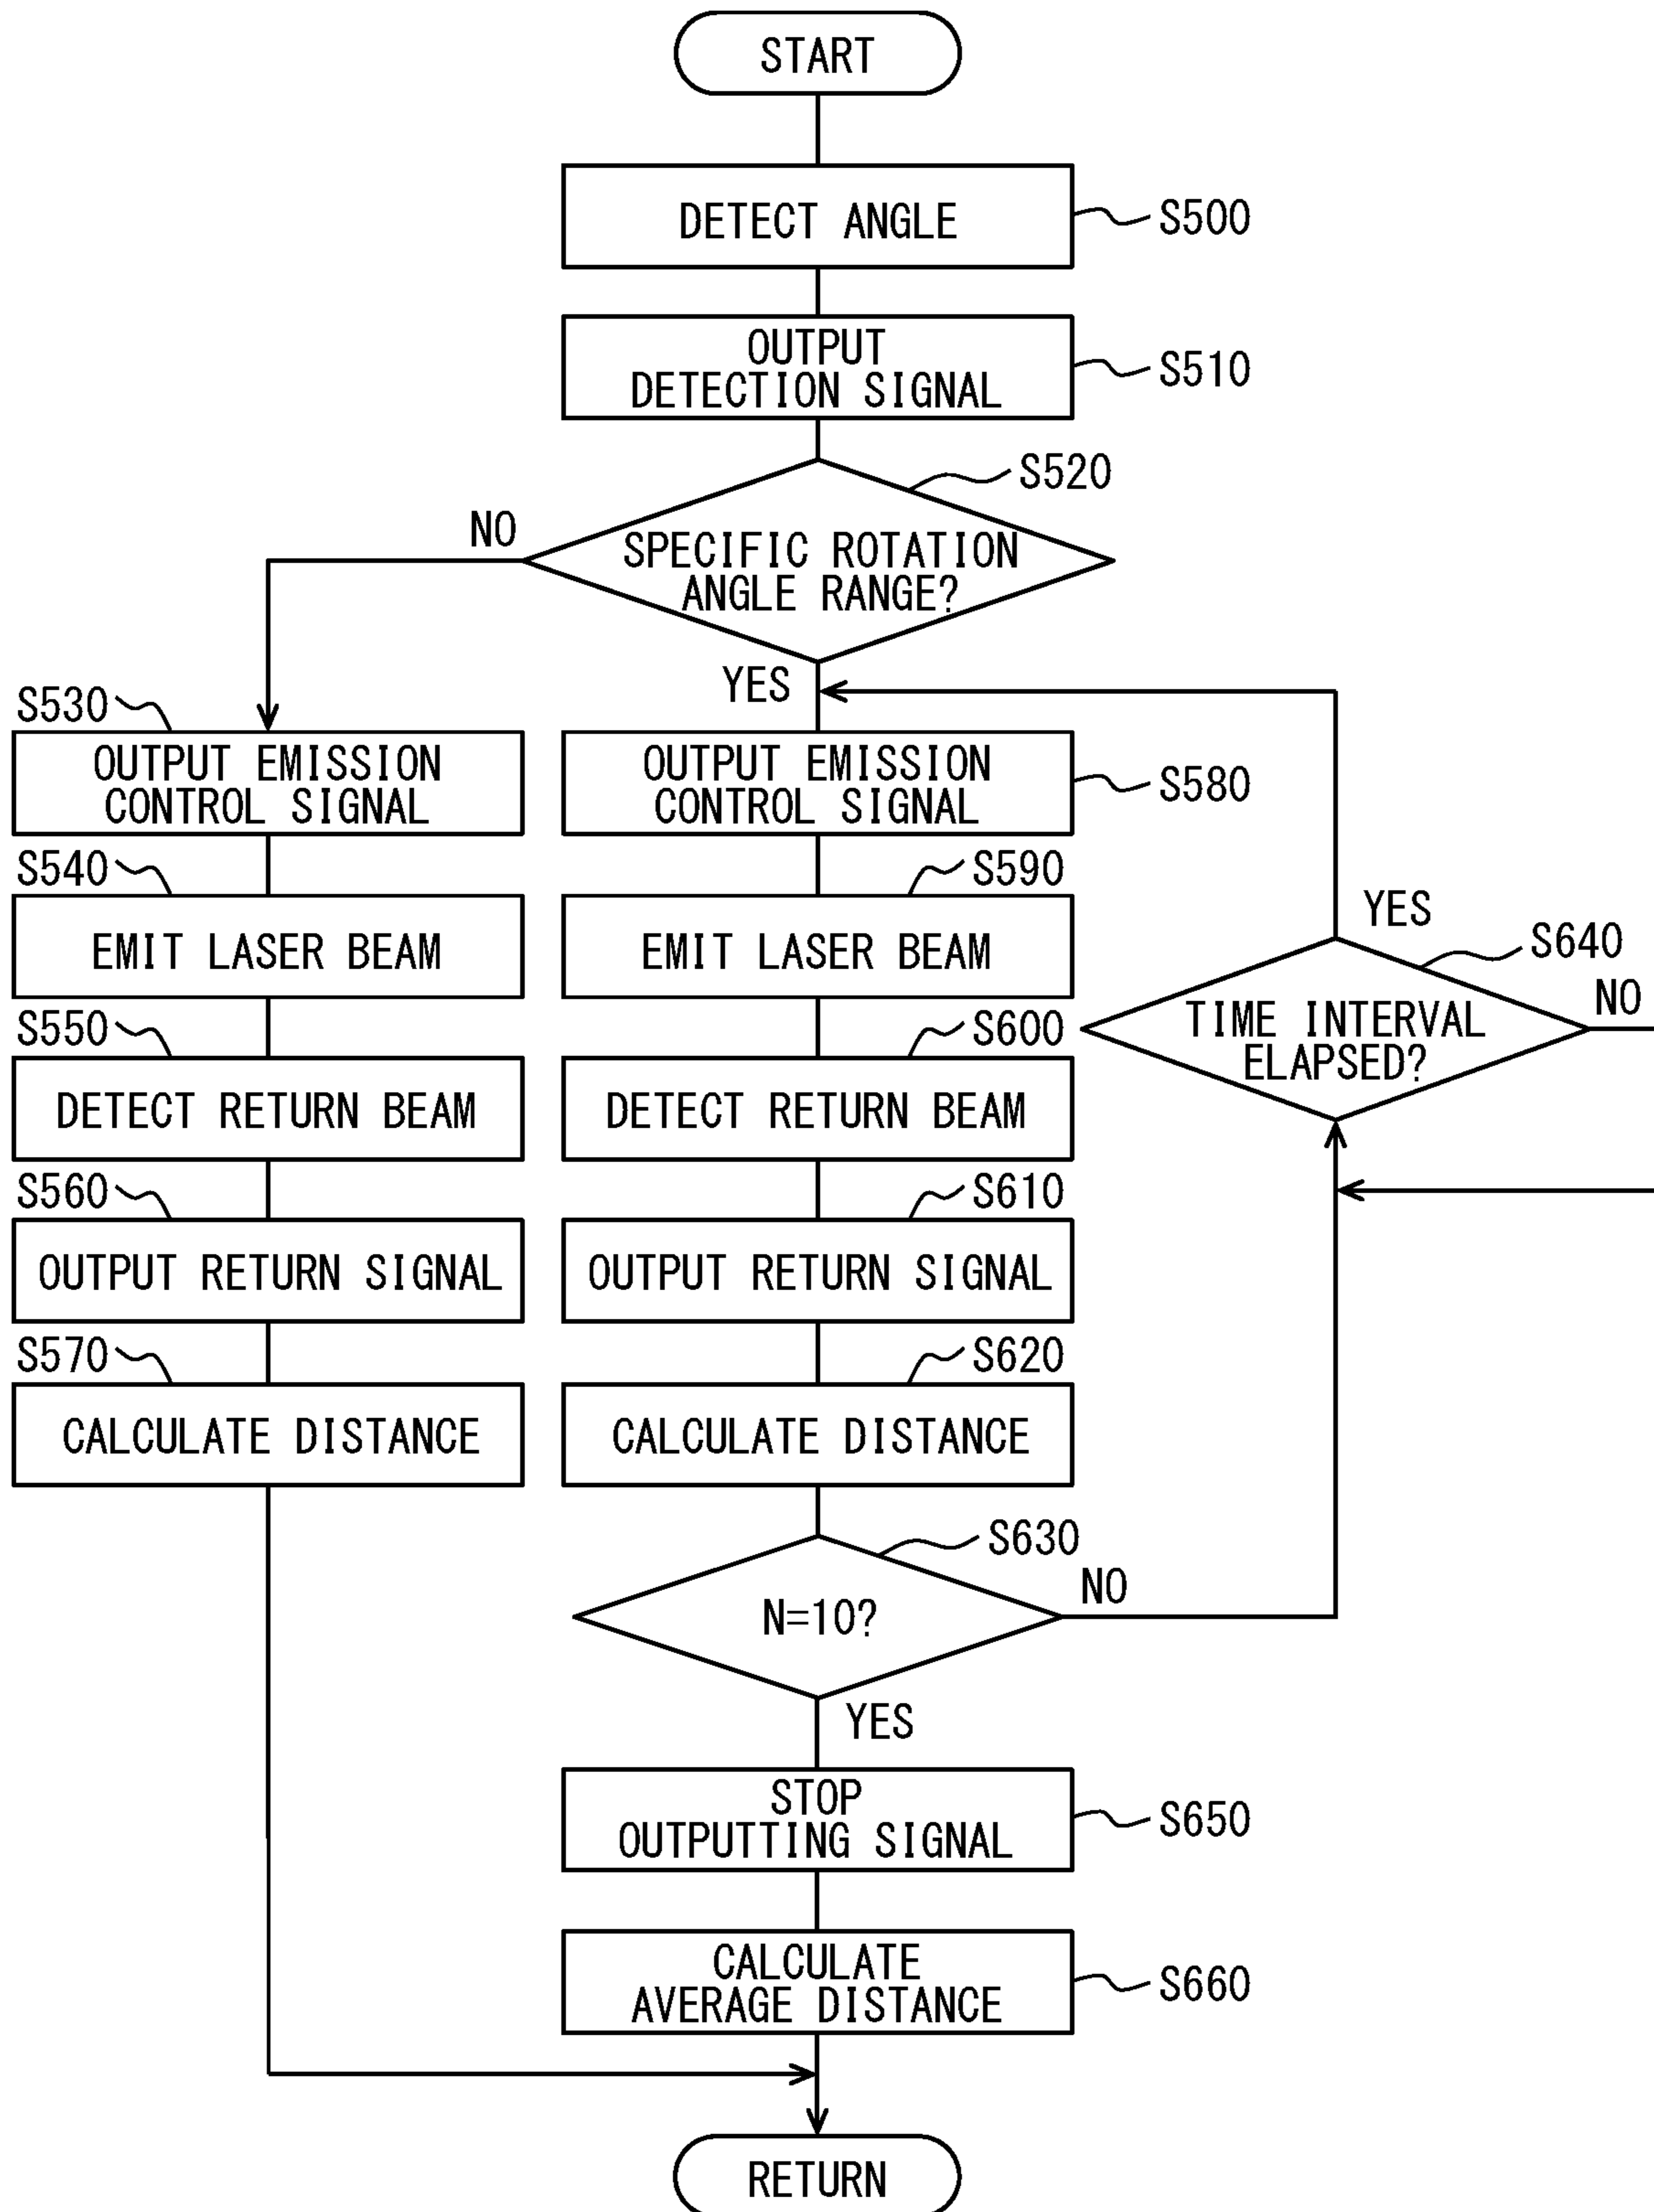 START
DETECT ANGLE
S500
OUTPUT
DETECTION SIGNAL
S510
S520
NO
SPECIFIC ROTATION
ANGLE RANGE?
YES
S530
OUTPUT EMISSION
CONTROL SIGNAL
S540
EMIT LASER BEAM
S550
DETECT RETURN BEAM
S560
OUTPUT RETURN SIGNAL
S570
CALCULATE DISTANCE
OUTPUT EMISSION
CONTROL SIGNAL
S580
S590
EMIT LASER BEAM
S600
DETECT RETURN BEAM
S610
OUTPUT RETURN SIGNAL
S620
CALCULATE DISTANCE
S630
N=10?
NO
YES
YES
S640
TIME INTERVAL
ELAPSED?
NO
STOP
OUTPUTTING SIGNAL
S650
CALCULATE
AVERAGE DISTANCE
S660
RETURN